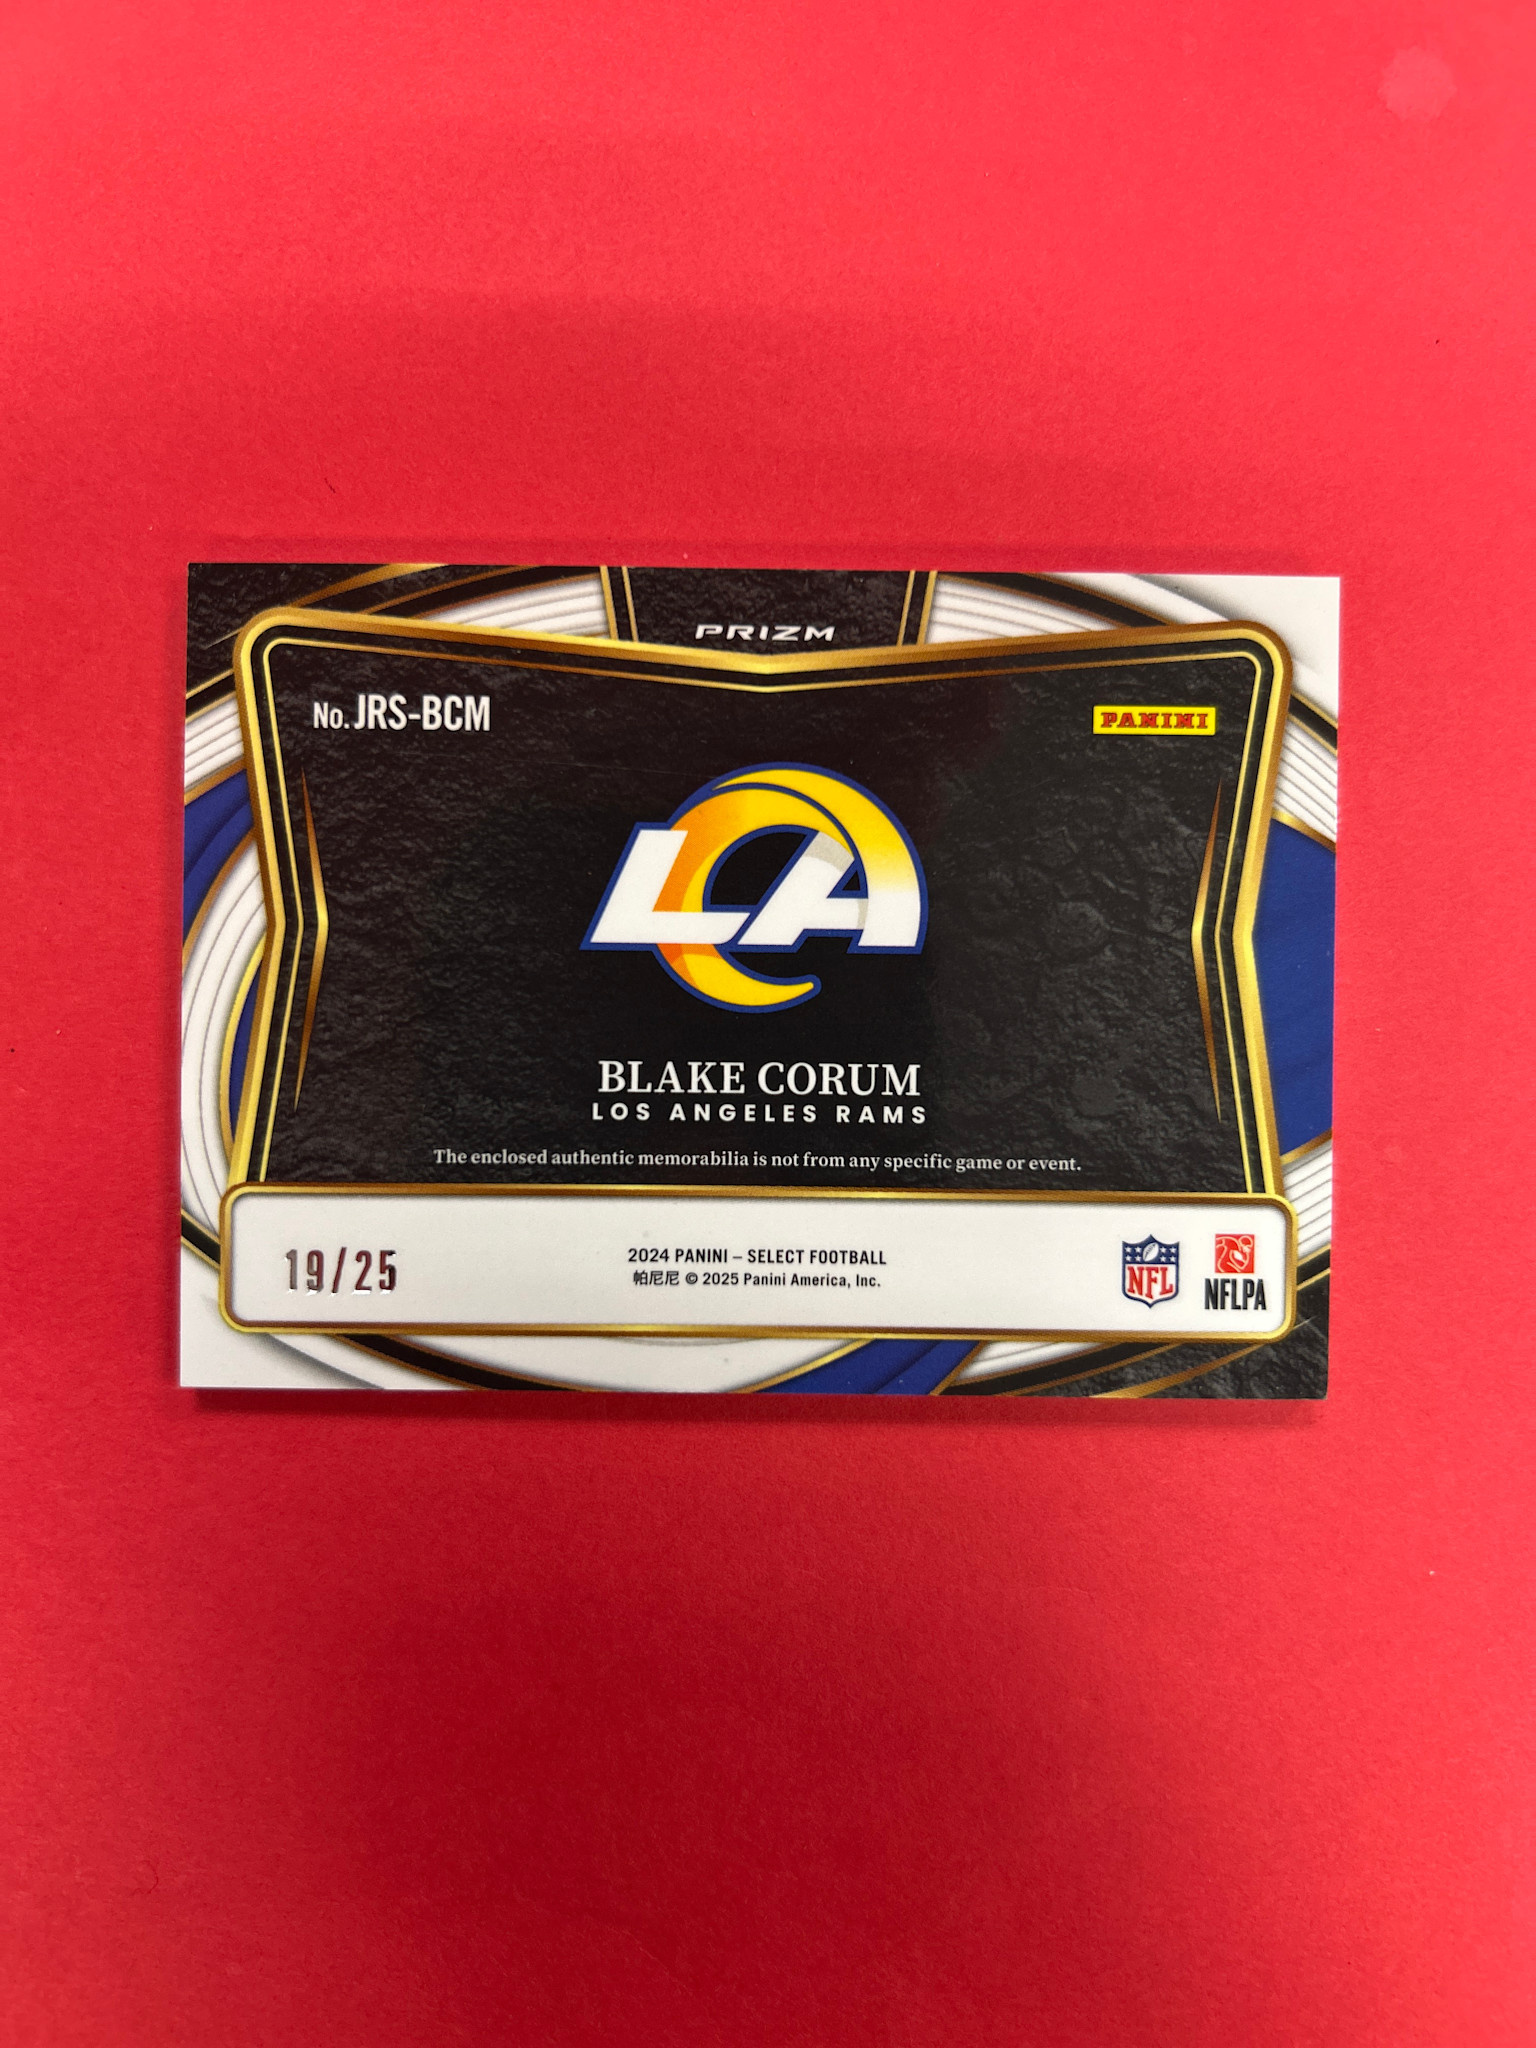 PRIZM
No. JRS-BCM
PANINI
LA
BLAKE CORUM
LOS ANGELES RAMS
The enclosed authentic memorabilia is not from any specific game or event.
19/25
2024 PANINI – SELECT FOOTBALL
帕尼尼 © 2025 Panini America, Inc.
NFL
NFLPA